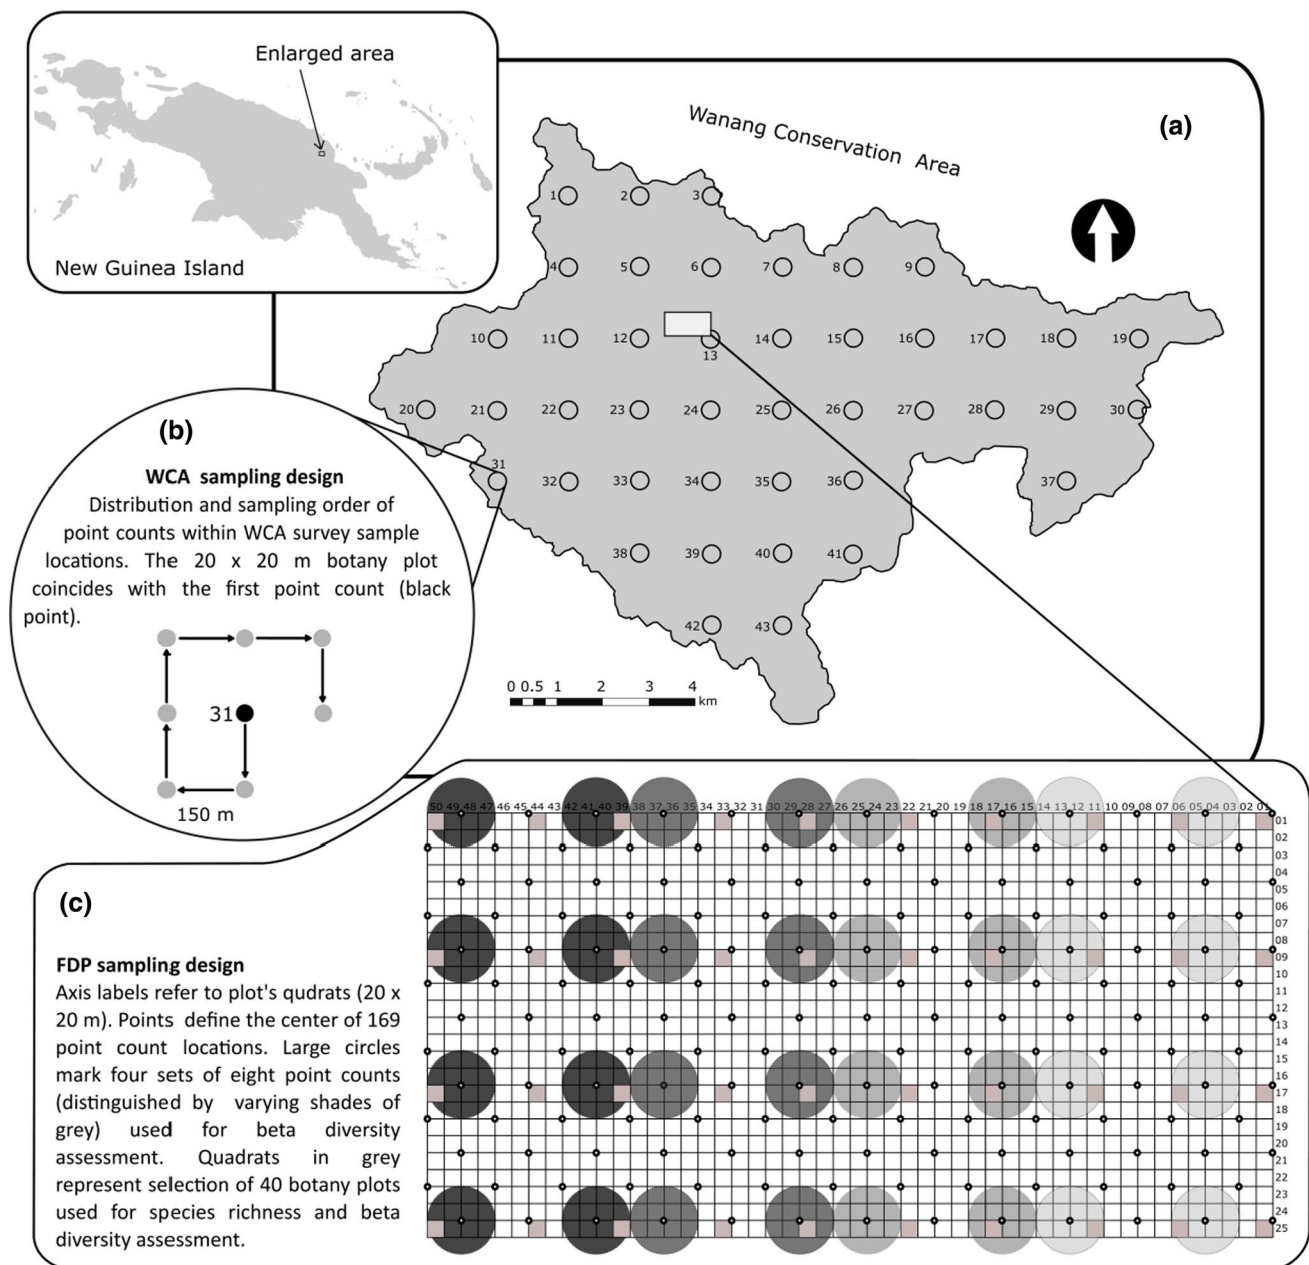 Enlarged area
New Guinea Island
(a)
Wanang Conservation Area
1 2 3
4 5 6 7 8 9
10 11 12 13 14 15 16 17 18 19
20 21 22 23 24 25 26 27 28 29 30
31 32 33 34 35 36 37
38 39 40 41
42 43
0 0.5 1 2 3 4 km
(b)
WCA sampling design
Distribution and sampling order of
point counts within WCA survey sample
locations. The 20 x 20 m botany plot
coincides with the first point count (black
point).
31
150 m
(c)
FDP sampling design
Axis labels refer to plot's qudrats (20 x
20 m). Points define the center of 169
point count locations. Large circles
mark four sets of eight point counts
(distinguished by varying shades of
grey) used for beta diversity
assessment. Quadrats in grey
represent selection of 40 botany plots
used for species richness and beta
diversity assessment.
50 49 48 47 46 45 44 43 42 41 40 39 38 37 36 35 34 33 32 31 30 29 28 27 26 25 24 23 22 21 20 19 18 17 16 15 14 13 12 11 10 09 08 07 06 05 04 03 02 01
01
02
03
04
05
06
07
08
09
10
11
12
13
14
15
16
17
18
19
20
21
22
23
24
25